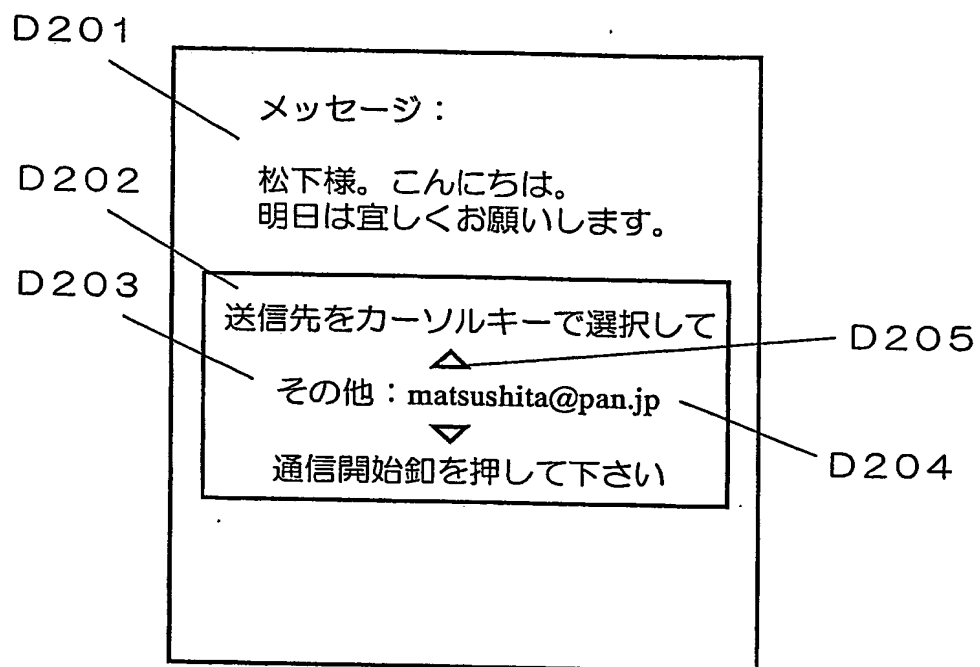 D201
メッセージ：
D202
松下様。こんにちは。
明日は宜しくお願いします。
D203
送信先をカーソルキーで選択して
D205
その他：matsushita@pan.jp
通信開始釦を押して下さい
D204